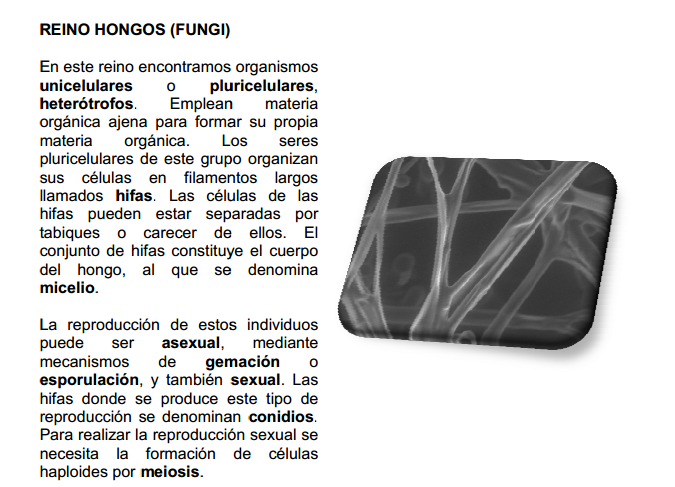 REINO HONGOS (FUNGI)
En este reino encontramos organismos
unicelulares o pluricelulares,
heterótrofos. Emplean materia
orgánica ajena para formar su propia
materia orgánica. Los seres
pluricelulares de este grupo organizan
sus células en filamentos largos
llamados hifas. Las células de las
hifas pueden estar separadas por
tabiques o carecer de ellos. El
conjunto de hifas constituye el cuerpo
del hongo, al que se denomina
micelio.
La reproducción de estos individuos
puede ser asexual, mediante
mecanismos de gemación o
esporulación, y también sexual. Las
hifas donde se produce este tipo de
reproducción se denominan conidios.
Para realizar la reproducción sexual se
necesita la formación de células
haploides por meiosis.